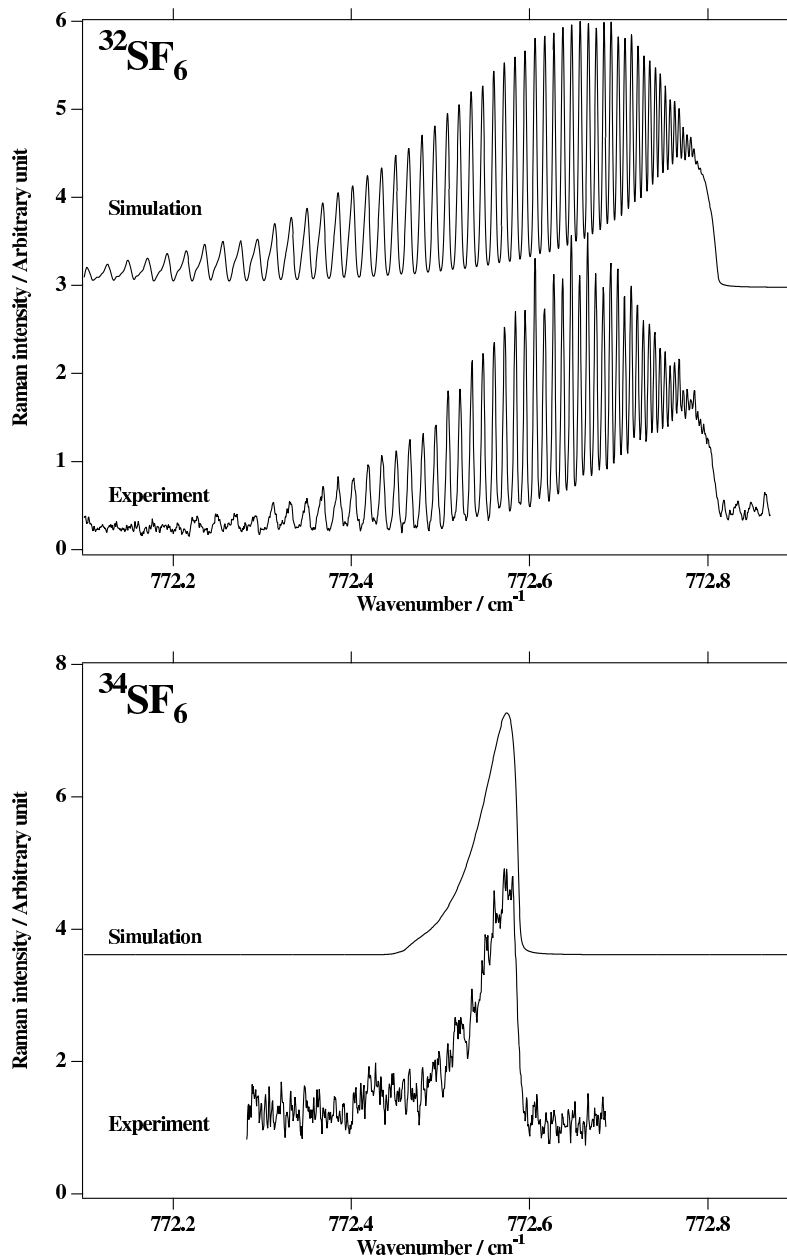 6
³²SF₆
5
Simulation
4
3
2
1
Experiment
0
Raman intensity / Arbitrary unit
772.2 772.4 772.6 772.8
Wavenumber / cm⁻¹
8
³⁴SF₆
6
Simulation
4
2
Experiment
0
Raman intensity / Arbitrary unit
772.2 772.4 772.6 772.8
Wavenumber / cm⁻¹